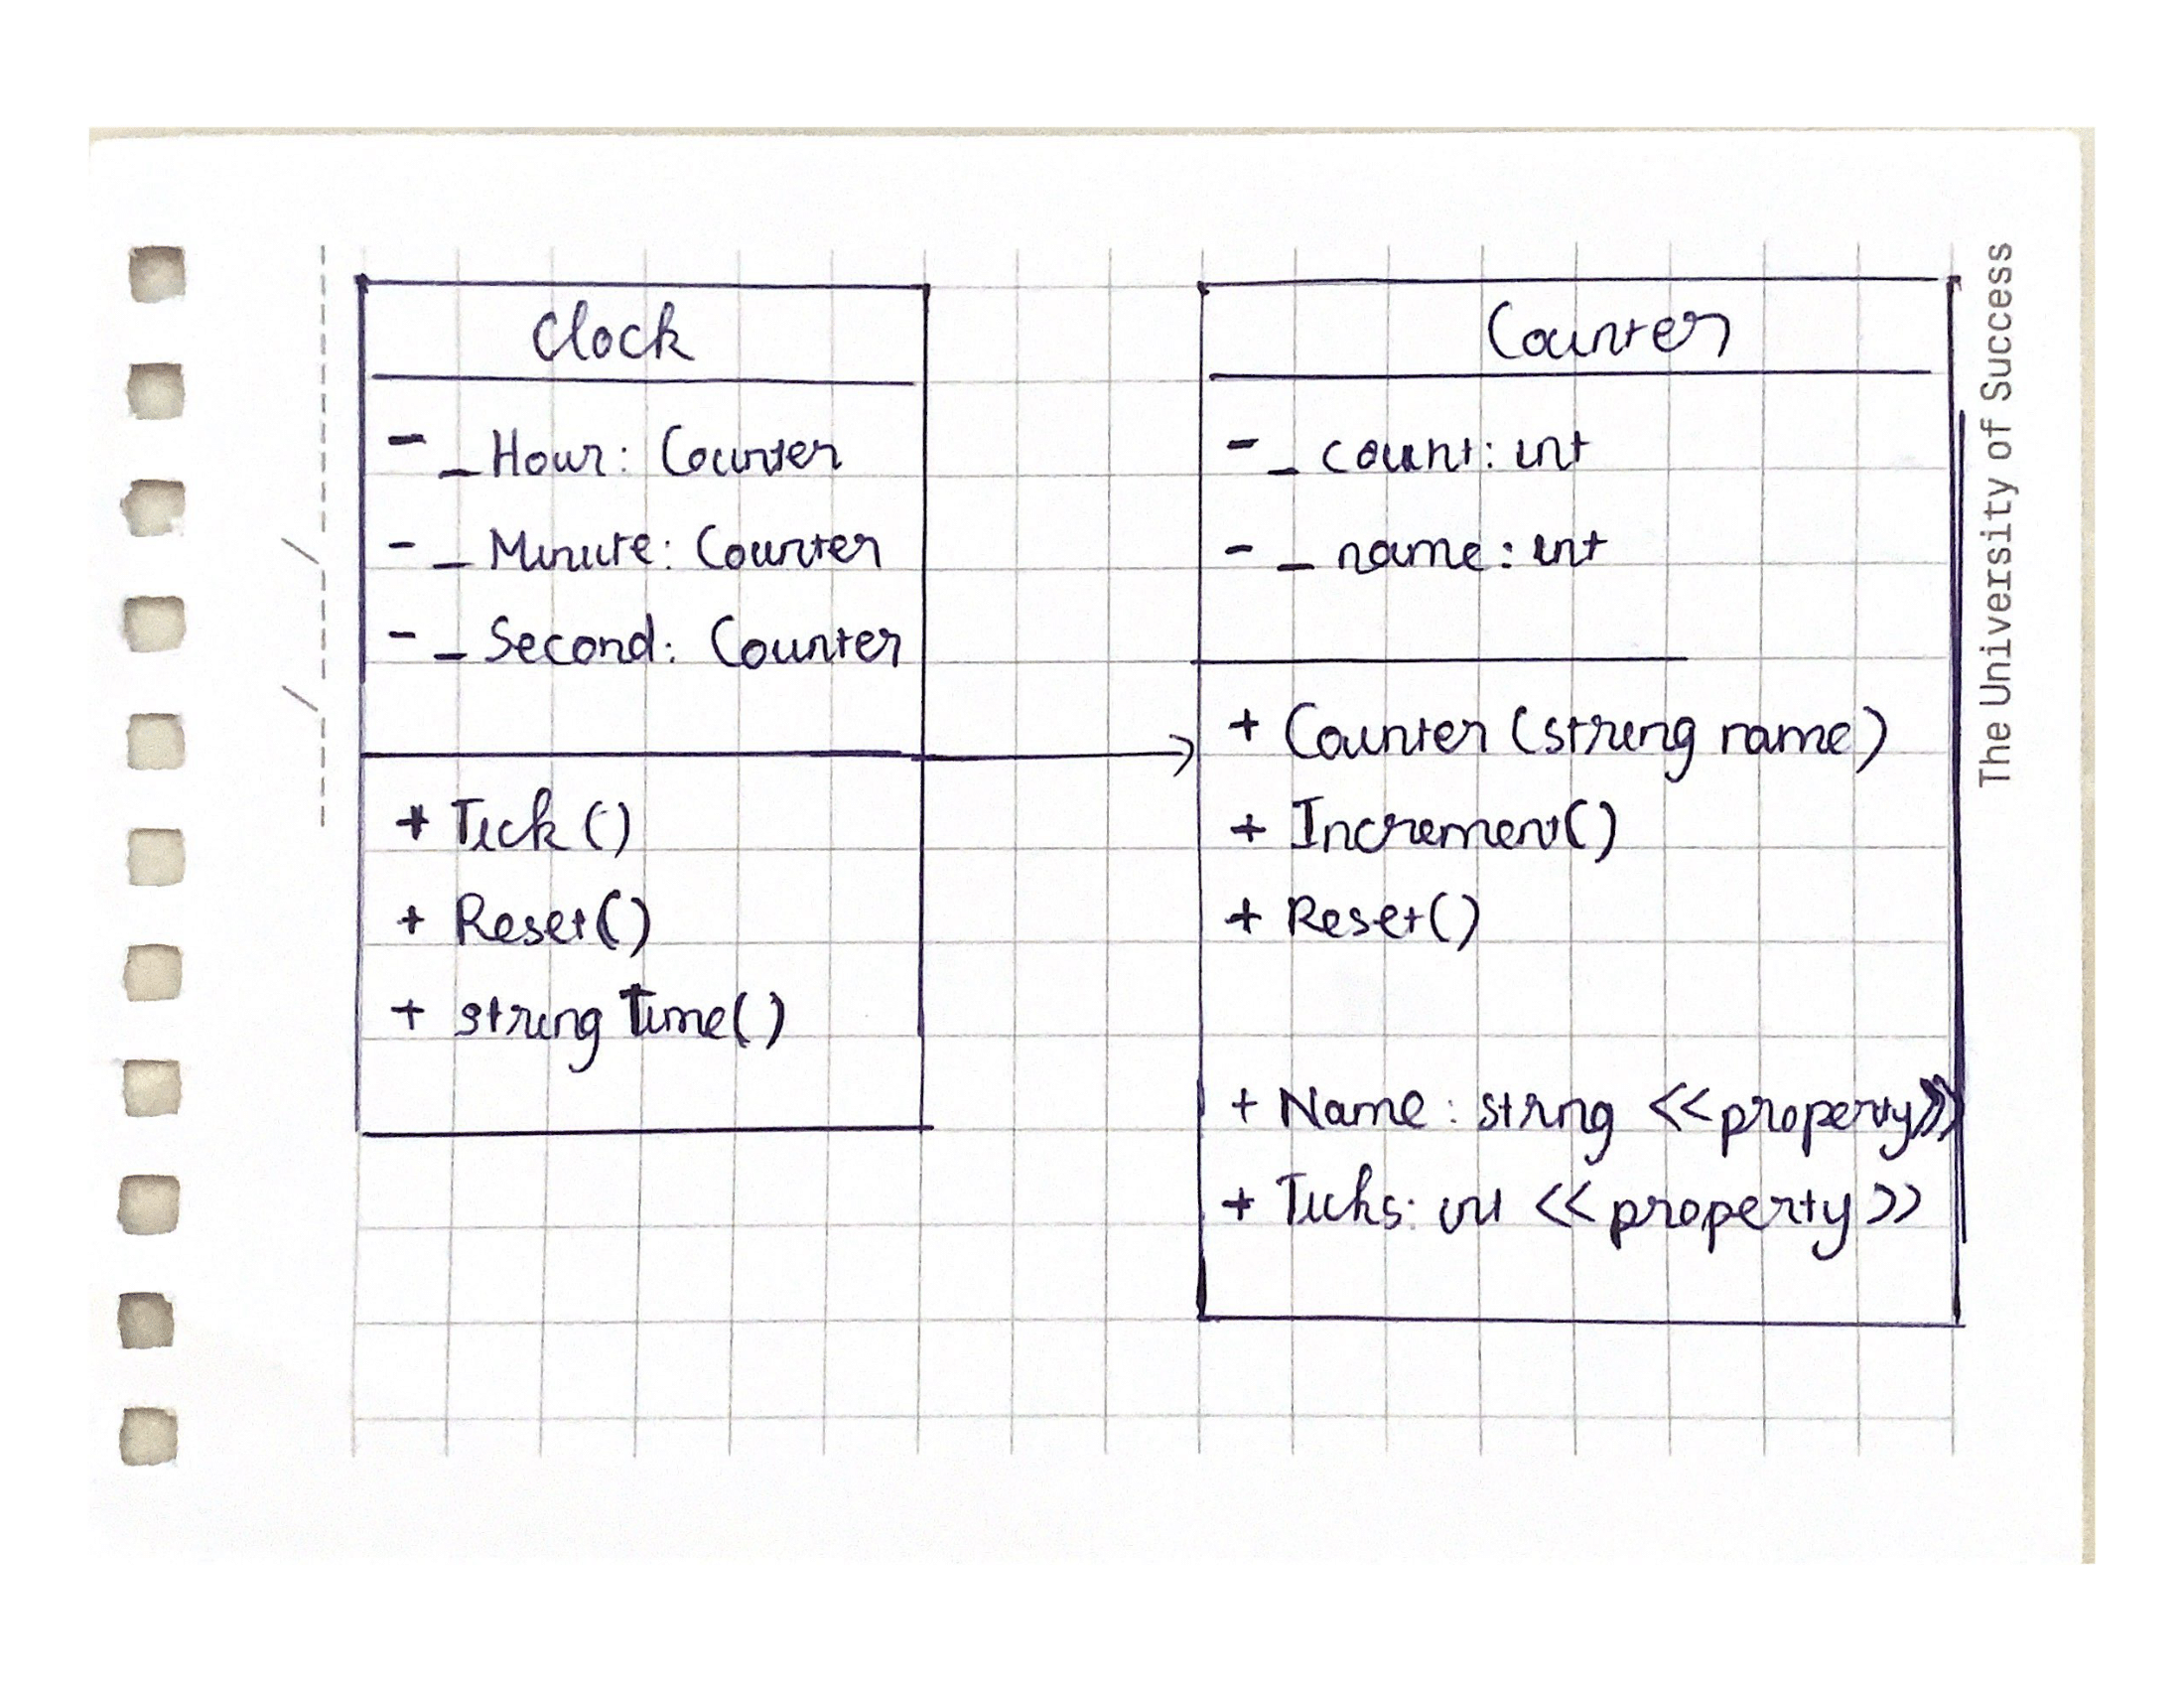 Clock
- _Hour: Counter
- _Minute: Counter
- _Second: Counter
+ Tick()
+ Reset()
+ string Time()
Counter
- _count: int
- _name: int
+ Counter (string name)
+ Increment()
+ Reset()
+ Name: strng <<property>>
+ Ticks: int <<property>>
The University of Success